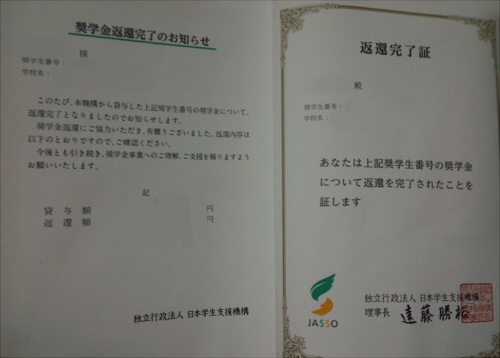 奨学金返還完了のお知らせ
様
奨学生番号：
学校名：
このたび、本機構から貸与した上記奨学生番号の奨学金について、
返還完了となりましたのでお知らせします。
奨学金返還にご協力いただき、有難うございました。返還内容は
以下のとおりですので、ご確認ください。
今後とも引き続き、奨学金事業へのご理解、ご支援を賜りますよう
お願いいたします。
記
貸与額　円
返還額　円
独立行政法人 日本学生支援機構
返還完了証
殿
奨学生番号：
学校名：
あなたは上記奨学生番号の奨学金
について返還を完了されたことを
証します
JASSO
独立行政法人 日本学生支援機構
理事長 遠藤勝裕